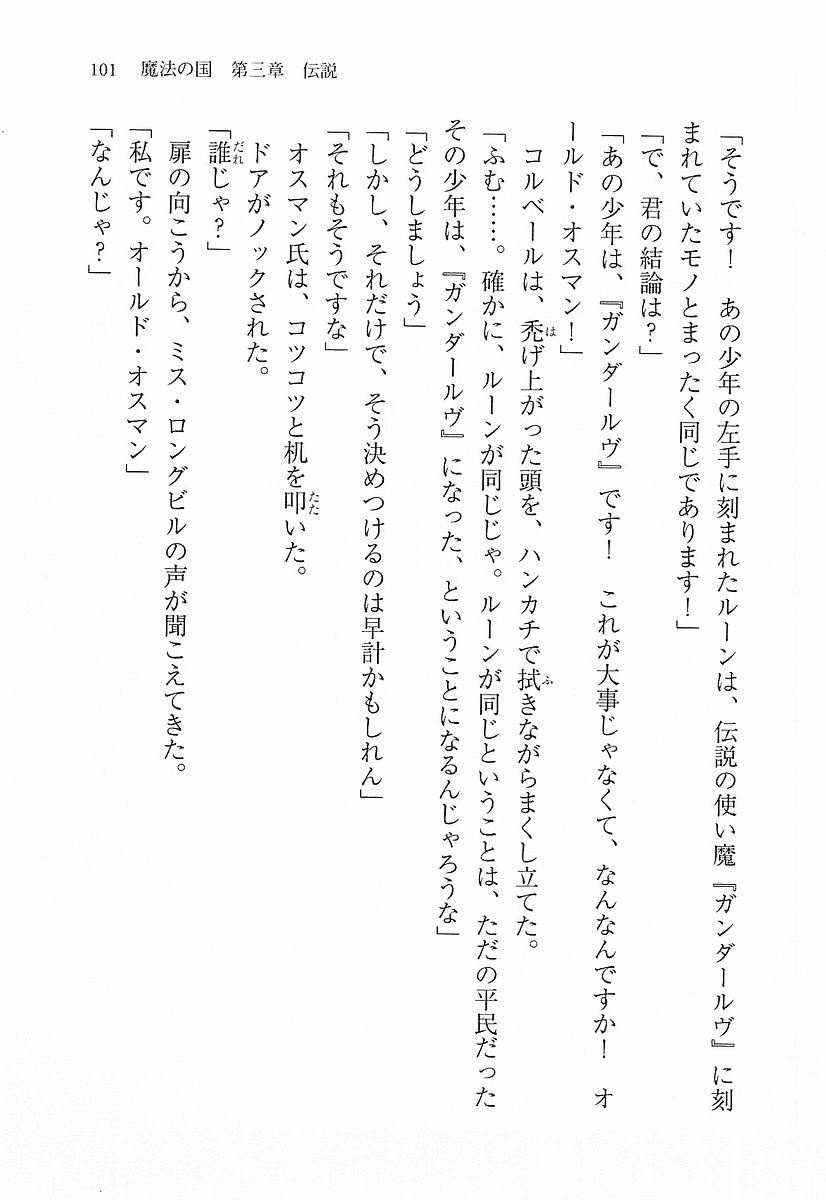 101　魔法の国　第三章　伝説
「そうです！　あの少年の左手に刻まれたルーンは、伝説の使い魔『ガンダールヴ』に刻
まれていたモノとまったく同じであります！」
「で、君の結論は？」
「あの少年は、『ガンダールヴ』です！　これが大事じゃなくて、なんなんですか！　オ
ールド・オスマン！」
　コルベールは、禿げ上がった頭を、ハンカチで拭きながらまくし立てた。
「ふむ……。確かに、ルーンが同じじゃ。ルーンが同じということは、ただの平民だった
その少年は、『ガンダールヴ』になった、ということになるんじゃろうな」
「どうしましょう」
「しかし、それだけで、そう決めつけるのは早計かもしれん」
「それもそうですな」
　オスマン氏は、コツコツと机を叩いた。
　ドアがノックされた。
「誰じゃ？」
　扉の向こうから、ミス・ロングビルの声が聞こえてきた。
「私です。オールド・オスマン」
「なんじゃ？」